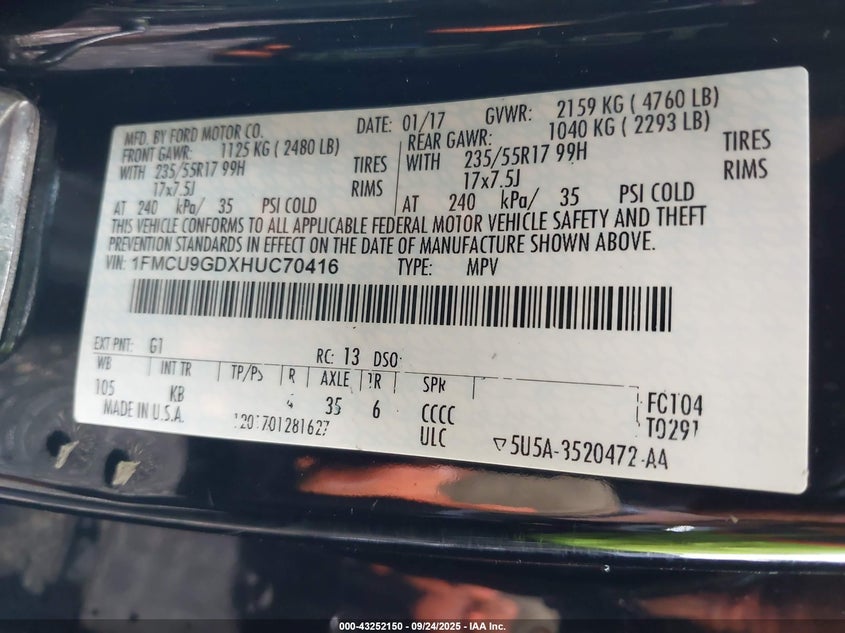 MFD. BY FORD MOTOR CO.
DATE: 01/17 GVWR: 2159 KG ( 4760 LB)
FRONT GAWR: 1125 KG ( 2480 LB) REAR GAWR: 1040 KG ( 2293 LB)
WITH 235/55R17 99H TIRES WITH 235/55R17 99H TIRES
17x7.5J RIMS 17x7.5J RIMS
AT 240 kPa/ 35 PSI COLD AT 240 kPa/ 35 PSI COLD
THIS VEHICLE CONFORMS TO ALL APPLICABLE FEDERAL MOTOR VEHICLE SAFETY AND THEFT
PREVENTION STANDARDS IN EFFECT ON THE DATE OF MANUFACTURE SHOWN ABOVE.
VIN: 1FMCU9GDXHUC70416 TYPE: MPV
EXT PNT: G1 RC: 13 DSO:
WB INT TR TP/PS R AXLE TR SPR
105 KB 4 35 6 CCCC FC104
MADE IN U.S.A. 1201701281627 ULC T0291
5U5A-3520472-AA
000-43252150 - 09/24/2025 - IAA Inc.